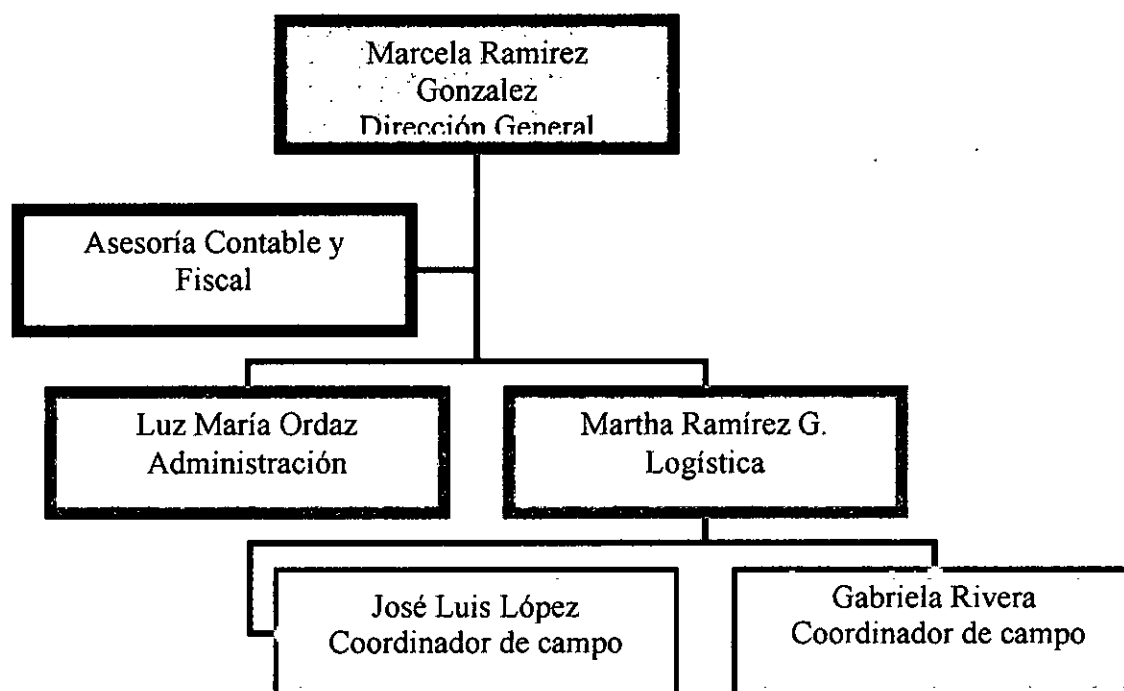 Marcela Ramirez
Gonzalez
Dirección General
Asesoría Contable y
Fiscal
Luz María Ordaz
Administración
Martha Ramírez G.
Logística
José Luis López
Coordinador de campo
Gabriela Rivera
Coordinador de campo